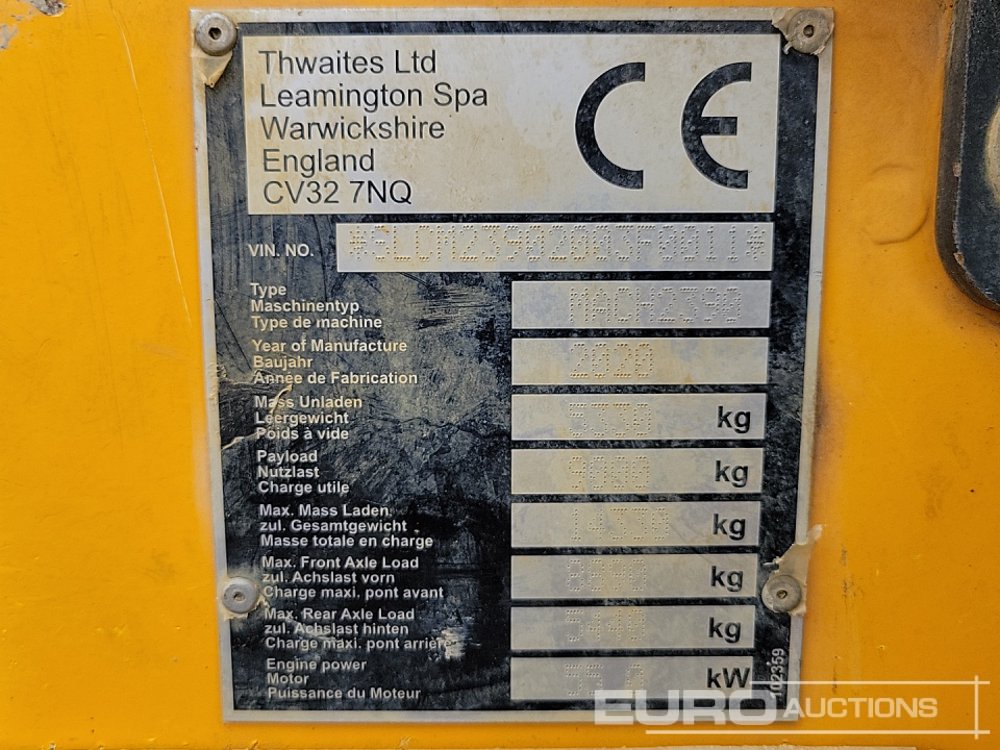 Thwaites Ltd
Leamington Spa
Warwickshire
England
CV32 7NQ
CE
VIN. NO. *SLCM23902003F0011*
Type
Maschinentyp
Type de machine
MACH2390
Year of Manufacture
Baujahr
Année de Fabrication
2020
Mass Unladen
Leergewicht
Poids à vide
kg
Payload
Nutzlast
Charge utile
9000 kg
Max. Mass Laden
zul. Gesamtgewicht
Masse totale en charge
kg
Max. Front Axle Load
zul. Achslast vorn
Charge maxi. pont avant
kg
Max. Rear Axle Load
zul. Achslast hinten
Charge maxi. pont arrière
kg
Engine power
Motor
Puissance du Moteur
kW
102359
EURO AUCTIONS